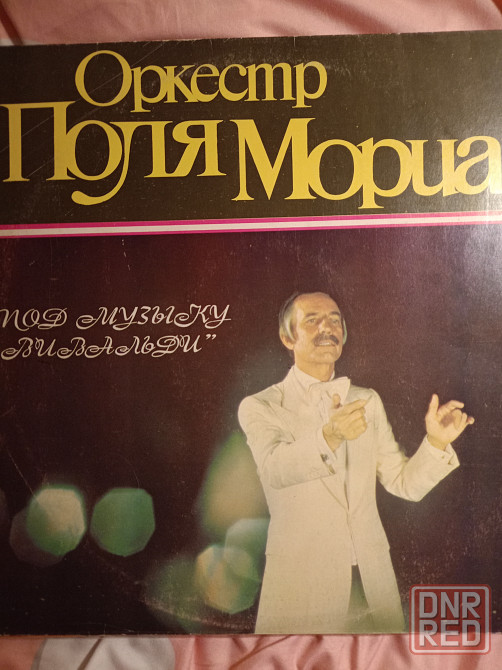 Оркестр
Поля Мориа
под музыку
Вивальди”
DNR
RED